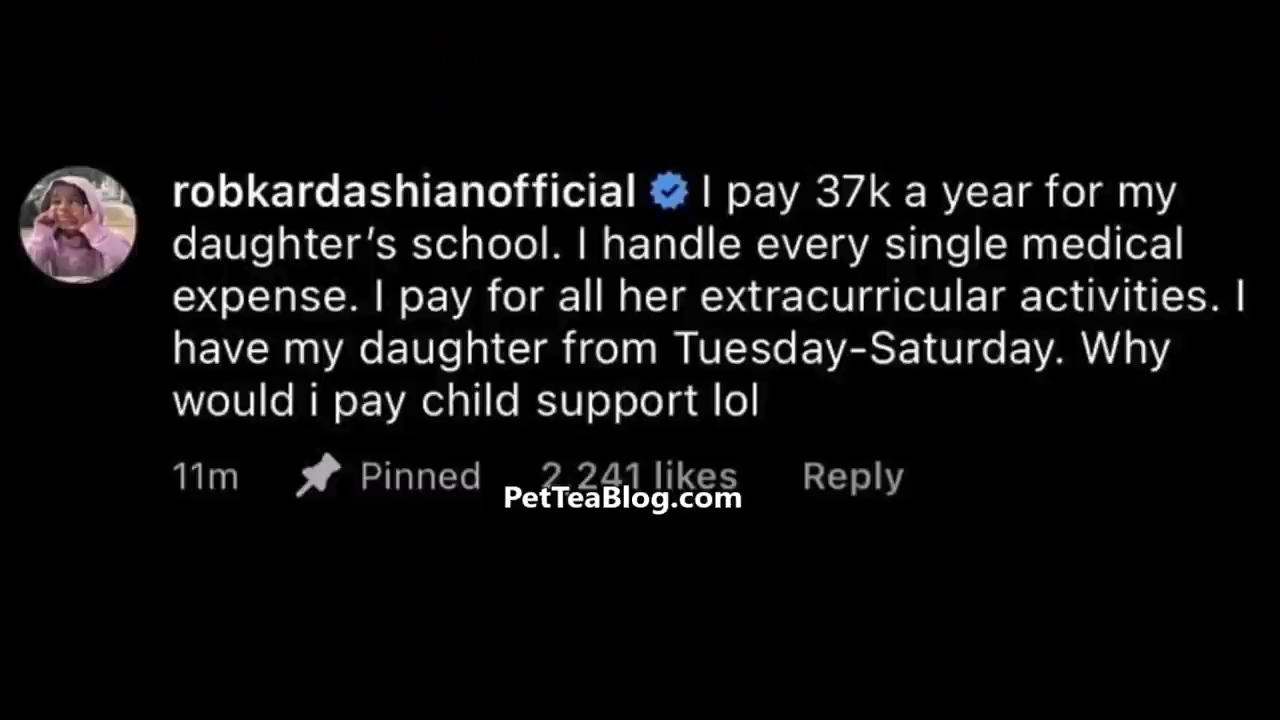 robkardashianofficial I pay 37k a year for my
daughter's school. I handle every single medical
expense. I pay for all her extracurricular activities. I
have my daughter from Tuesday-Saturday. Why
would i pay child support lol
11m Pinned 2,241 likes Reply
PetTeaBlog.com